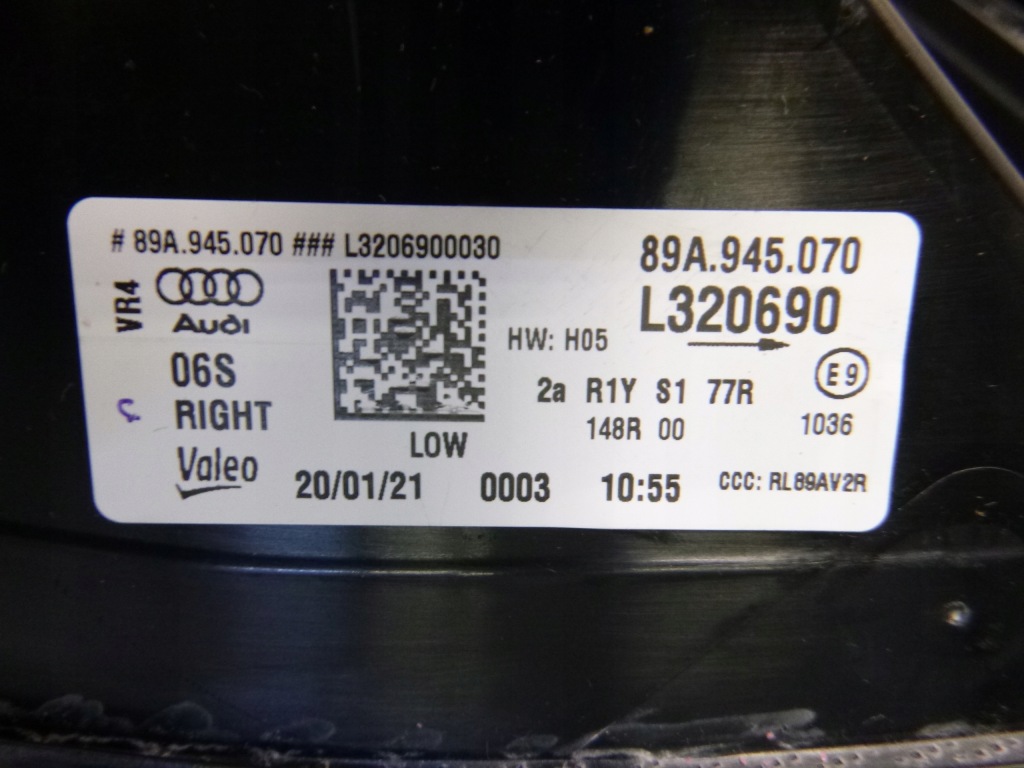 # 89A.945.070 ### L3206900030
89A.945.070
VR4
Audi
L320690
HW: H05
06S
2a R1Y S1 77R
E9
RIGHT
148R 00
1036
LOW
Valeo
20/01/21 0003 10:55 CCC: RL89AV2R